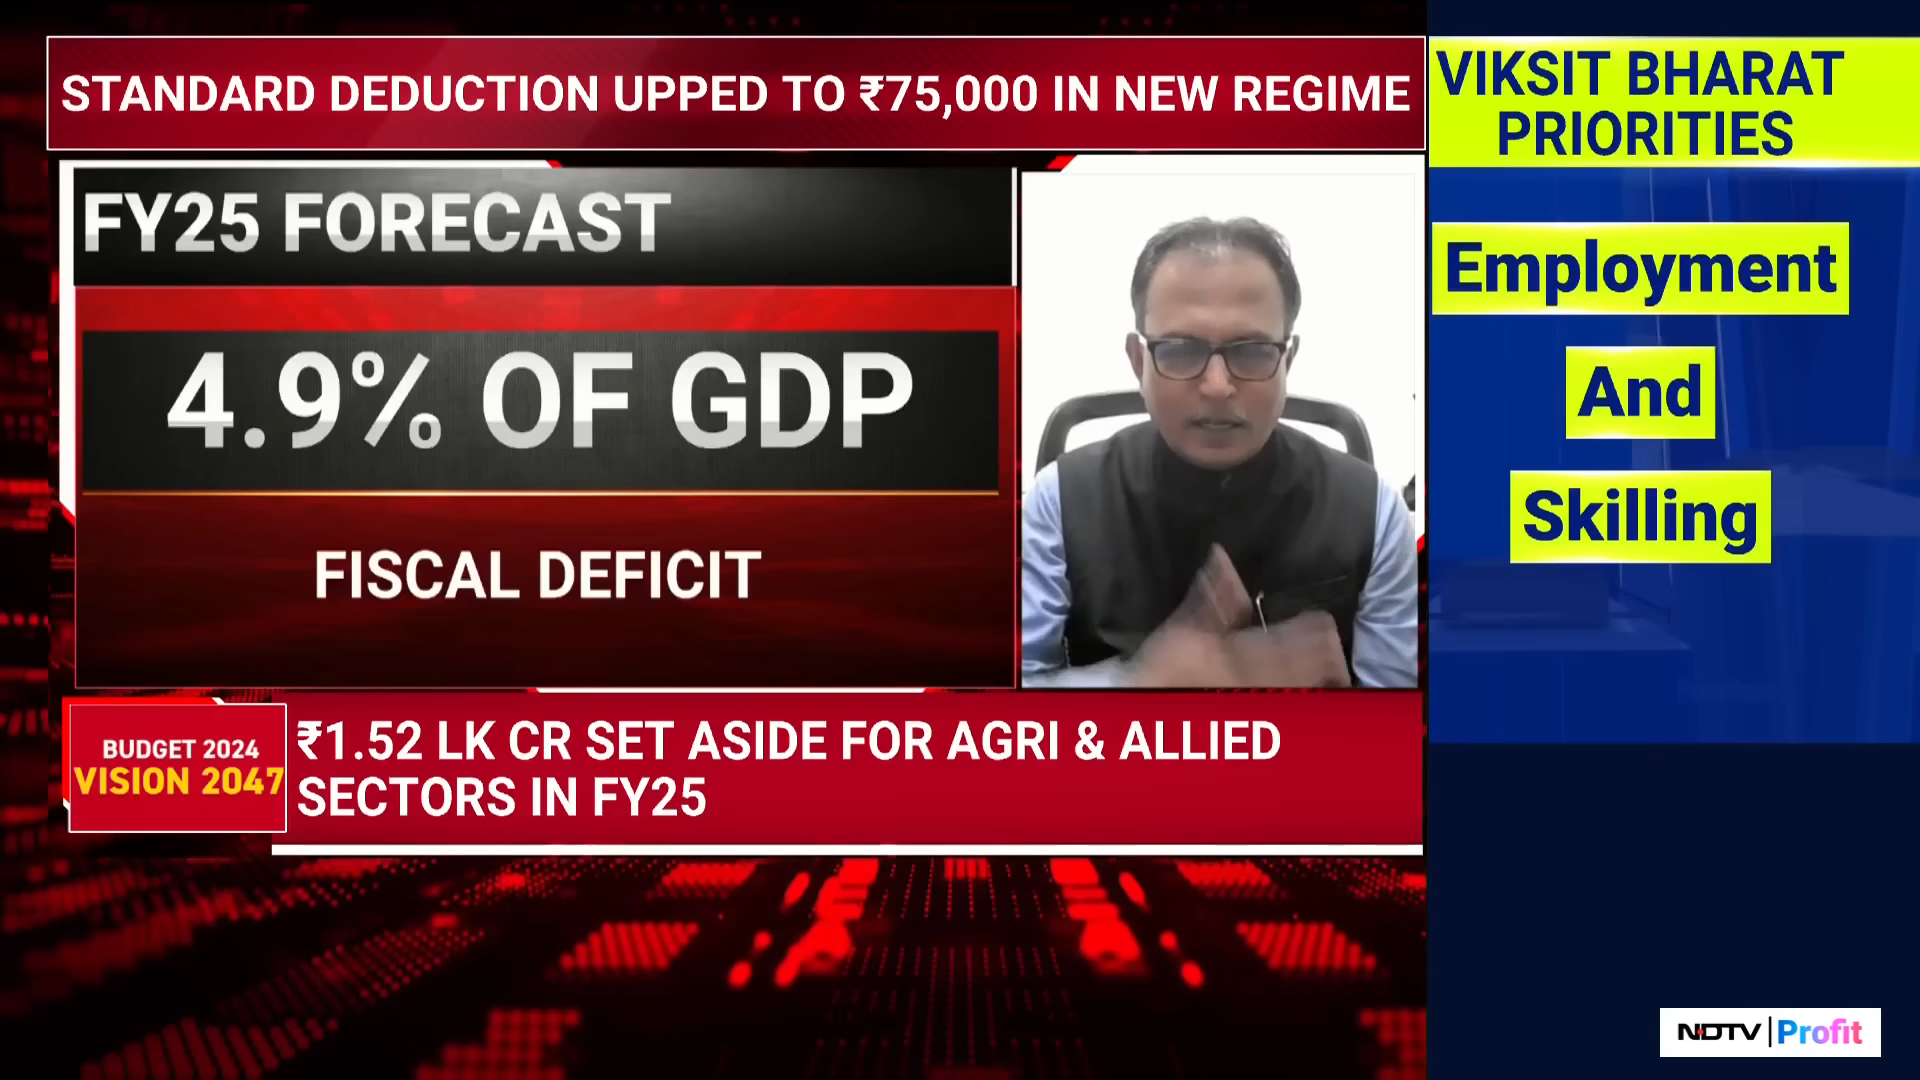 STANDARD DEDUCTION UPPED TO ₹75,000 IN NEW REGIME
FY25 FORECAST
4.9% OF GDP
FISCAL DEFICIT
BUDGET 2024
VISION 2047
₹1.52 LK CR SET ASIDE FOR AGRI & ALLIED
SECTORS IN FY25
VIKSIT BHARAT
PRIORITIES
Employment
And
Skilling
NDTV | Profit